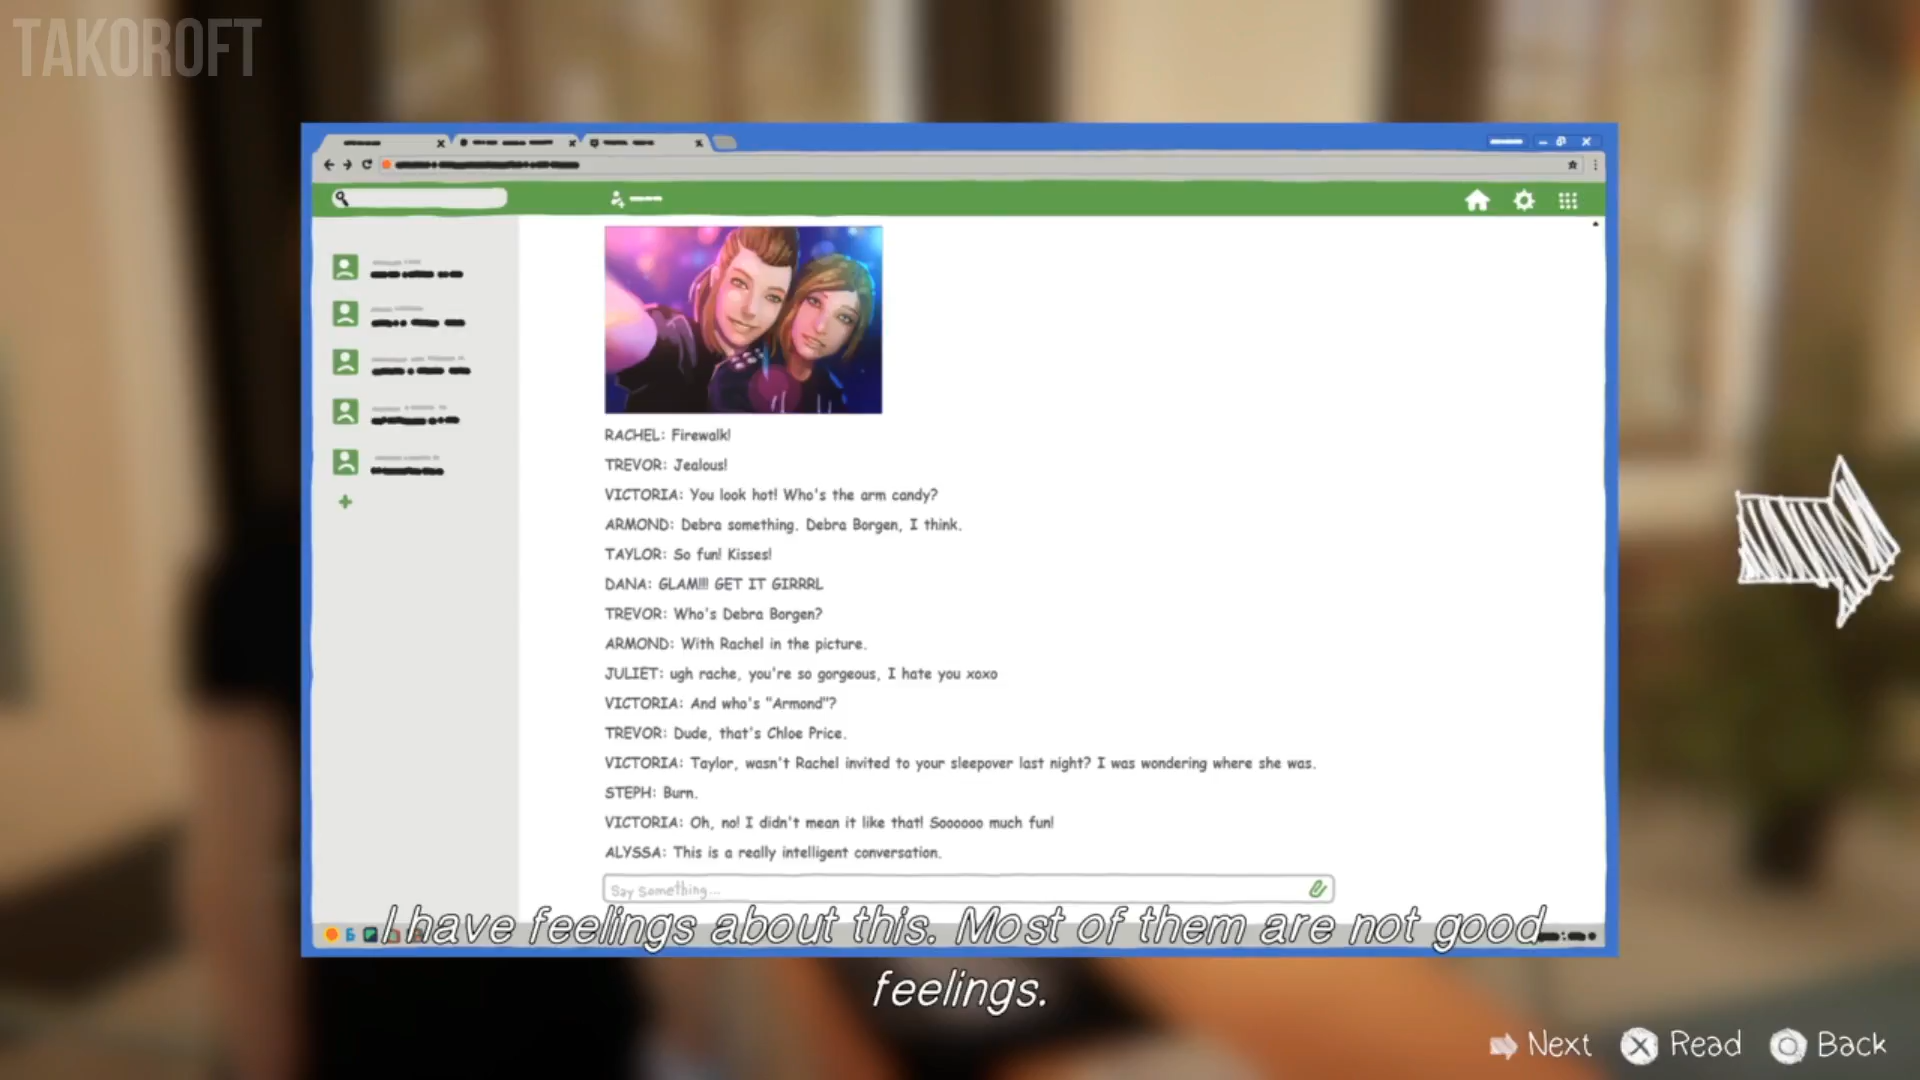 TAKOROFT
RACHEL: Firewalk!
TREVOR: Jealous!
VICTORIA: You look hot! Who's the arm candy?
ARMOND: Debra something. Debra Borgen, I think.
TAYLOR: So fun! Kisses!
DANA: GLAM!!! GET IT GIRRRL
TREVOR: Who's Debra Borgen?
ARMOND: With Rachel in the picture.
JULIET: ugh rache, you're so gorgeous, I hate you xoxo
VICTORIA: And who's "Armond"?
TREVOR: Dude, that's Chloe Price.
VICTORIA: Taylor, wasn't Rachel invited to your sleepover last night? I was wondering where she was.
STEPH: Burn.
VICTORIA: Oh, no! I didn't mean it like that! Soooooo much fun!
ALYSSA: This is a really intelligent conversation.
Say Something...
I have feelings about this. Most of them are not good
feelings.
Next Read Back